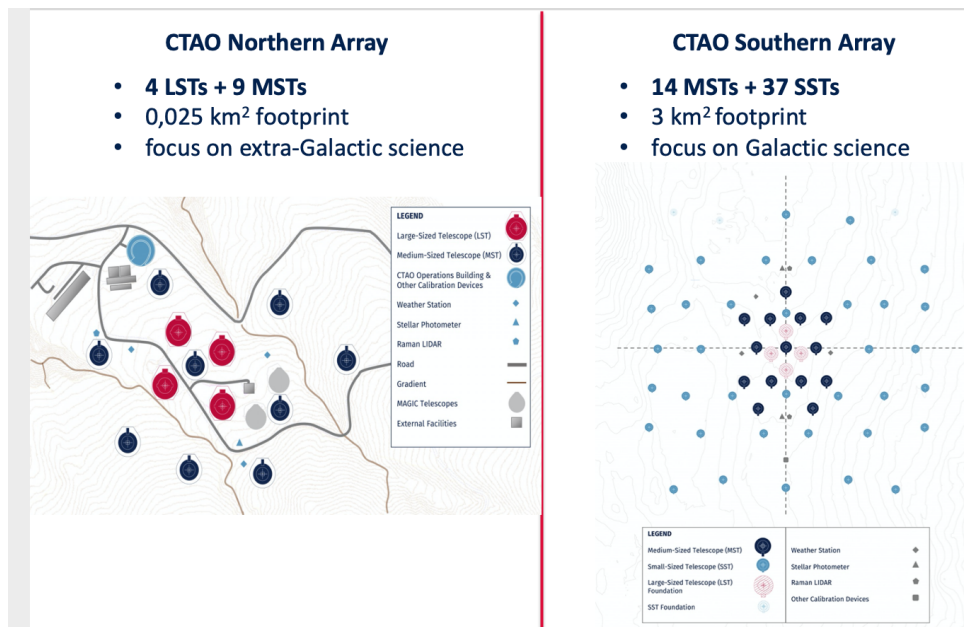 CTAO Northern Array
• 4 LSTs + 9 MSTs
• 0,025 km² footprint
• focus on extra-Galactic science
LEGEND
Large-Sized Telescope (LST)
Medium-Sized Telescope (MST)
CTAO Operations Building &
Other Calibration Devices
Weather Station
Stellar Photometer
Raman LIDAR
Road
Gradient
MAGIC Telescopes
External Facilities
CTAO Southern Array
• 14 MSTs + 37 SSTs
• 3 km² footprint
• focus on Galactic science
LEGEND
Medium-Sized Telescope (MST)
Small-Sized Telescope (SST)
Large-Sized Telescope (LST)
Foundation
SST Foundation
Weather Station
Stellar Photometer
Raman LIDAR
Other Calibration Devices